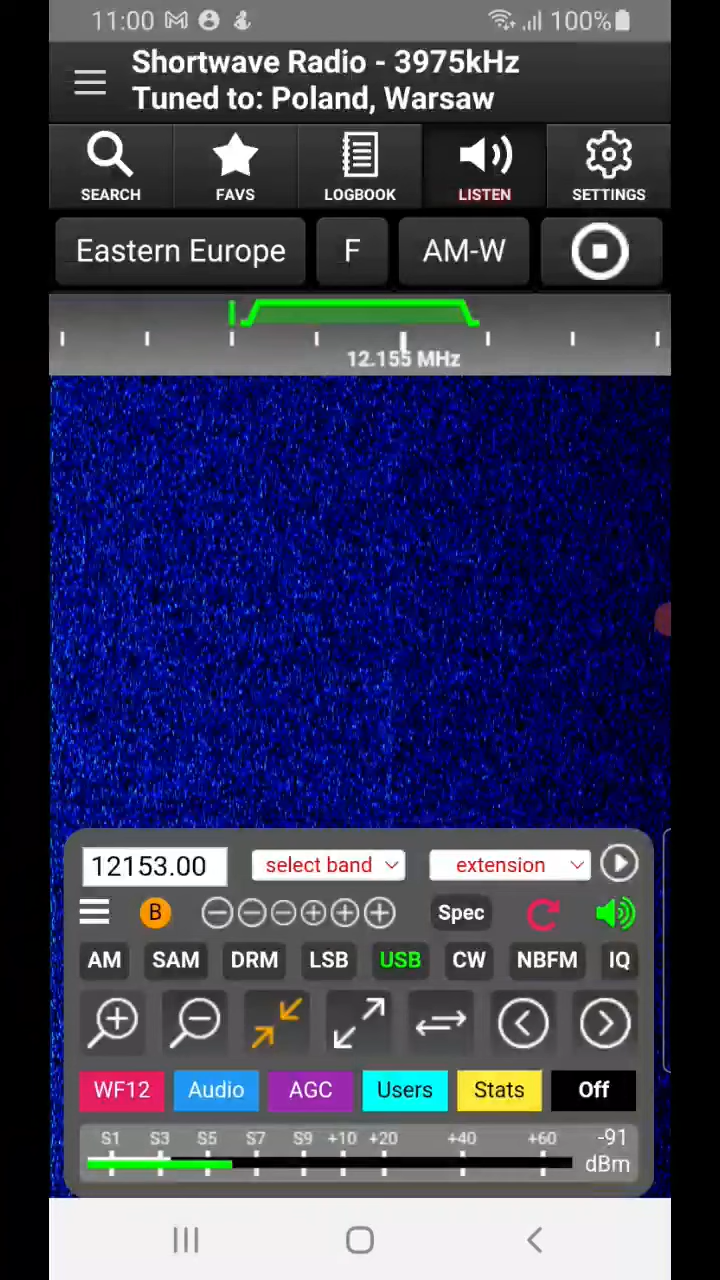 11:00 100%
Shortwave Radio - 3975kHz
Tuned to: Poland, Warsaw
SEARCH FAVS LOGBOOK LISTEN SETTINGS
Eastern Europe F AM-W
12.155 MHz
12153.00 select band extension
B Spec
AM SAM DRM LSB USB CW NBFM IQ
WF12 Audio AGC Users Stats Off
S1 S3 S5 S7 S9 +10 +20 +40 +60 -91
dBm